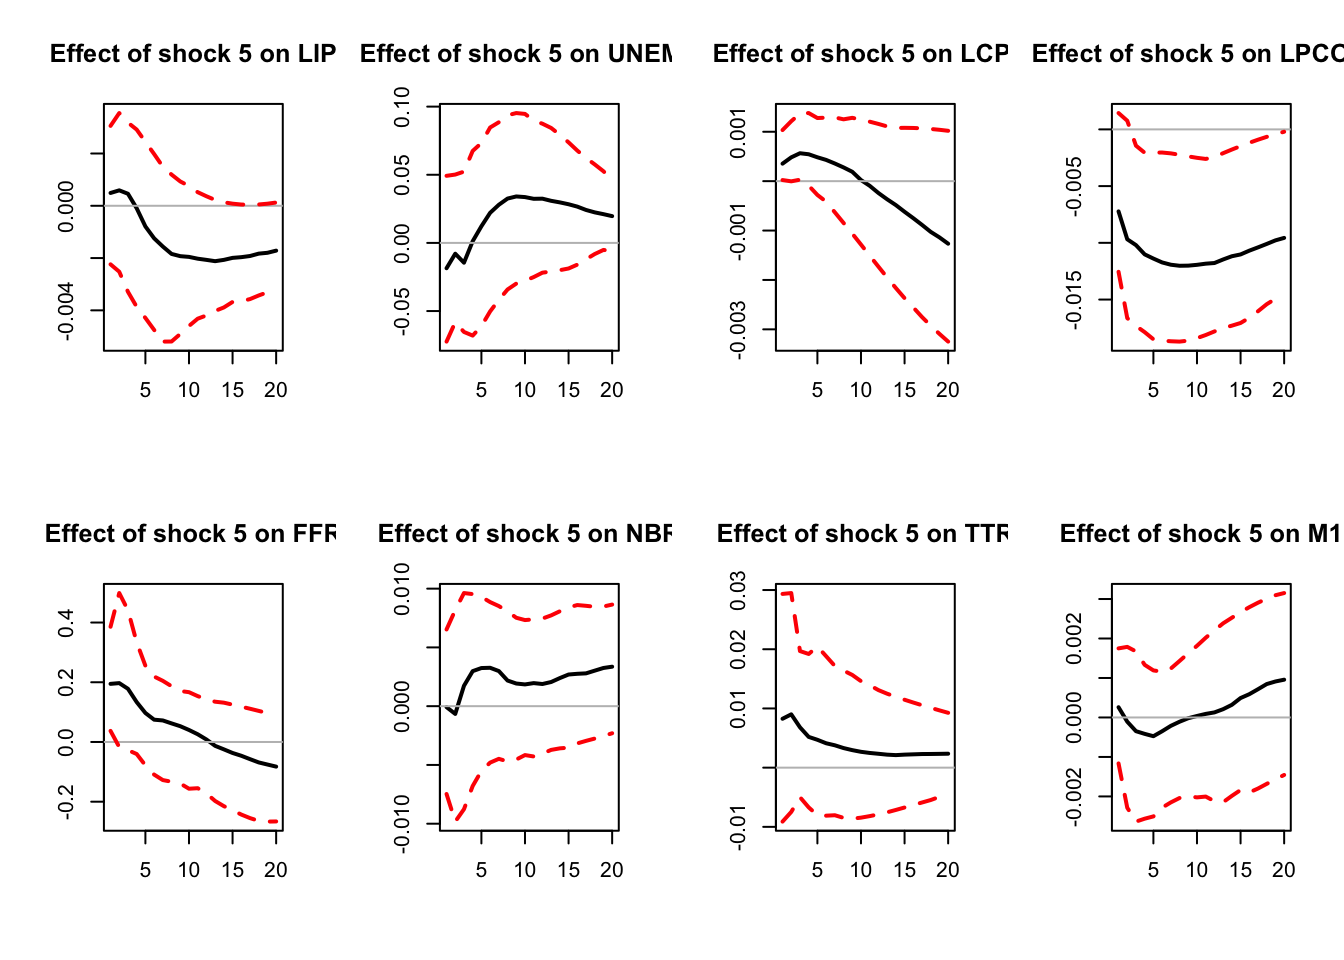 Effect of shock 5 on LIP
Effect of shock 5 on UNEM
Effect of shock 5 on LCP
Effect of shock 5 on LPCO
0.000
-0.004
5 10 15 20
0.10
0.05
0.00
-0.05
5 10 15 20
0.001
-0.001
-0.003
5 10 15 20
-0.005
-0.015
5 10 15 20
Effect of shock 5 on FFR
Effect of shock 5 on NBR
Effect of shock 5 on TTR
Effect of shock 5 on M1
0.4
0.2
0.0
-0.2
5 10 15 20
0.010
0.000
-0.010
5 10 15 20
0.03
0.02
0.01
-0.01
5 10 15 20
0.002
0.000
-0.002
5 10 15 20